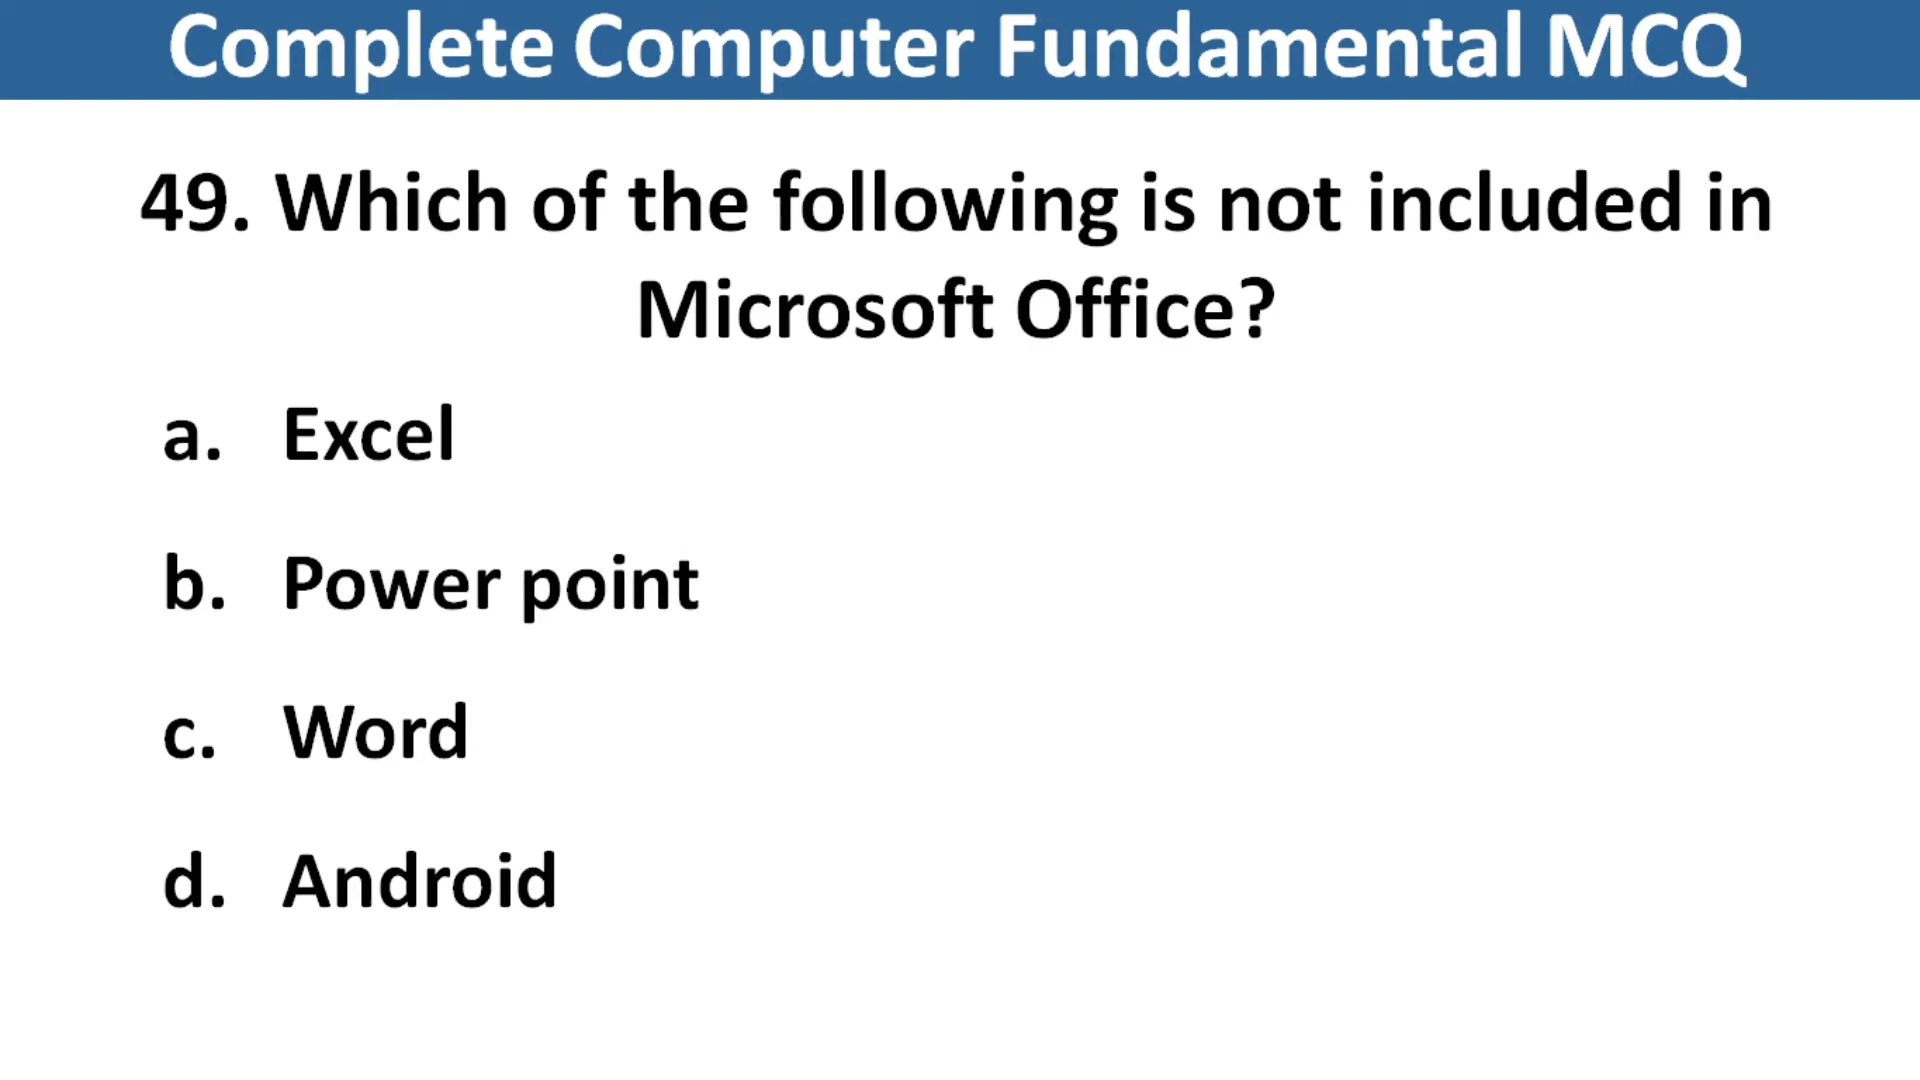 Complete Computer Fundamental MCQ
49. Which of the following is not included in
Microsoft Office?
a. Excel
b. Power point
c. Word
d. Android